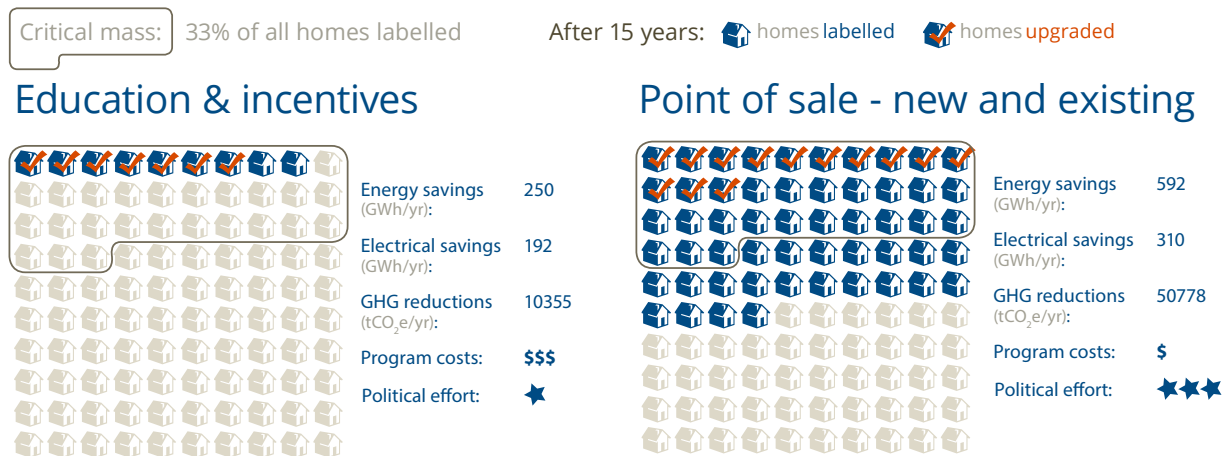 Critical mass: 33% of all homes labelled
After 15 years: homes labelled homes upgraded
Education & incentives
Energy savings 250
(GWh/yr):
Electrical savings 192
(GWh/yr):
GHG reductions 10355
(tCO₂e/yr):
Program costs: $$$
Political effort:
Point of sale - new and existing
Energy savings 592
(GWh/yr):
Electrical savings 310
(GWh/yr):
GHG reductions 50778
(tCO₂e/yr):
Program costs: $
Political effort: